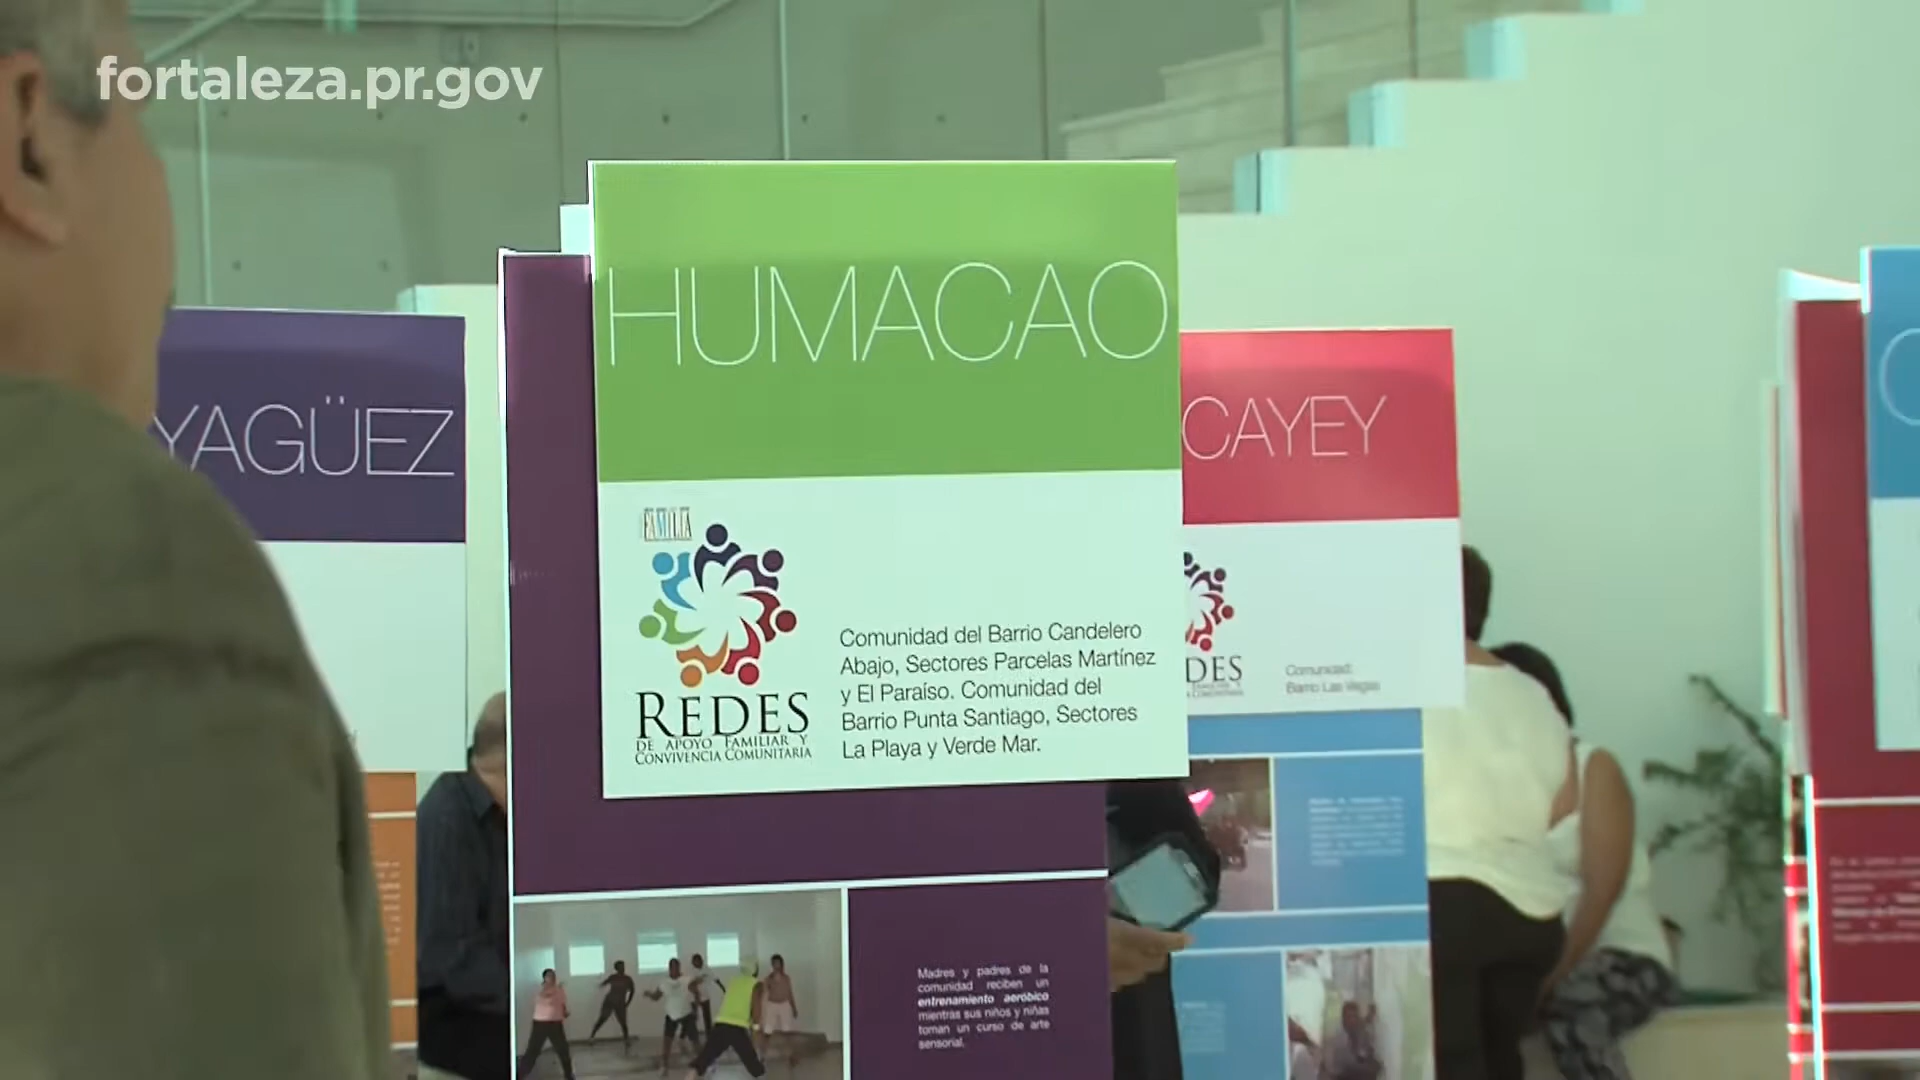 fortaleza.pr.gov
HUMACAO
YAGÜEZ
CAYEY
FAMILIA
REDES
DE APOYO FAMILIAR Y
CONVIVENCIA COMUNITARIA
Comunidad del Barrio Candelero
Abajo, Sectores Parcelas Martínez
y El Paraíso. Comunidad del
Barrio Punta Santiago, Sectores
La Playa y Verde Mar.
DES
Comunidad:
Barrio Las Vegas
Madres y padres de la
comunidad reciben un
entrenamiento aeróbico
mientras sus niños y niñas
toman un curso de arte
sensorial.